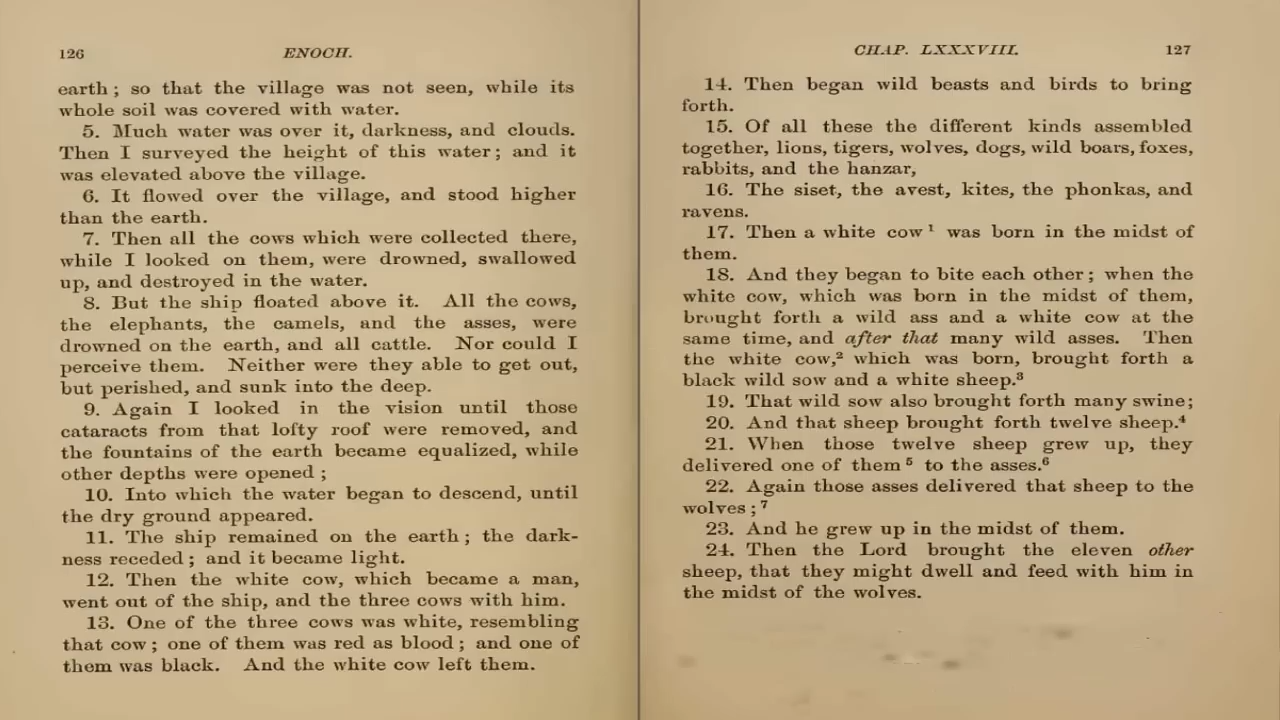 126
ENOCH.
earth; so that the village was not seen, while its
whole soil was covered with water.
5. Much water was over it, darkness, and clouds.
Then I surveyed the height of this water; and it
was elevated above the village.
6. It flowed over the village, and stood higher
than the earth.
7. Then all the cows which were collected there,
while I looked on them, were drowned, swallowed
up, and destroyed in the water.
8. But the ship floated above it. All the cows,
the elephants, the camels, and the asses, were
drowned on the earth, and all cattle. Nor could I
perceive them. Neither were they able to get out,
but perished, and sunk into the deep.
9. Again I looked in the vision until those
cataracts from that lofty roof were removed, and
the fountains of the earth became equalized, while
other depths were opened;
10. Into which the water began to descend, until
the dry ground appeared.
11. The ship remained on the earth; the dark-
ness receded; and it became light.
12. Then the white cow, which became a man,
went out of the ship, and the three cows with him.
13. One of the three cows was white, resembling
that cow; one of them was red as blood; and one of
them was black. And the white cow left them.
CHAP. LXXXVIII.
127
14. Then began wild beasts and birds to bring
forth.
15. Of all these the different kinds assembled
together, lions, tigers, wolves, dogs, wild boars, foxes,
rabbits, and the hanzar,
16. The siset, the avest, kites, the phonkas, and
ravens.
17. Then a white cow¹ was born in the midst of
them.
18. And they began to bite each other; when the
white cow, which was born in the midst of them,
brought forth a wild ass and a white cow at the
same time, and after that many wild asses. Then
the white cow,² which was born, brought forth a
black wild sow and a white sheep.³
19. That wild sow also brought forth many swine;
20. And that sheep brought forth twelve sheep.⁴
21. When those twelve sheep grew up, they
delivered one of them⁵ to the asses.⁶
22. Again those asses delivered that sheep to the
wolves;⁷
23. And he grew up in the midst of them.
24. Then the Lord brought the eleven other
sheep, that they might dwell and feed with him in
the midst of the wolves.